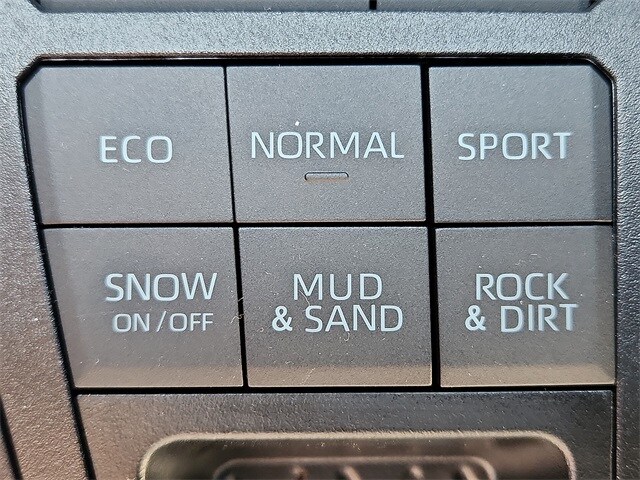 ECO
NORMAL
SPORT
SNOW
ON / OFF
MUD
& SAND
ROCK
& DIRT